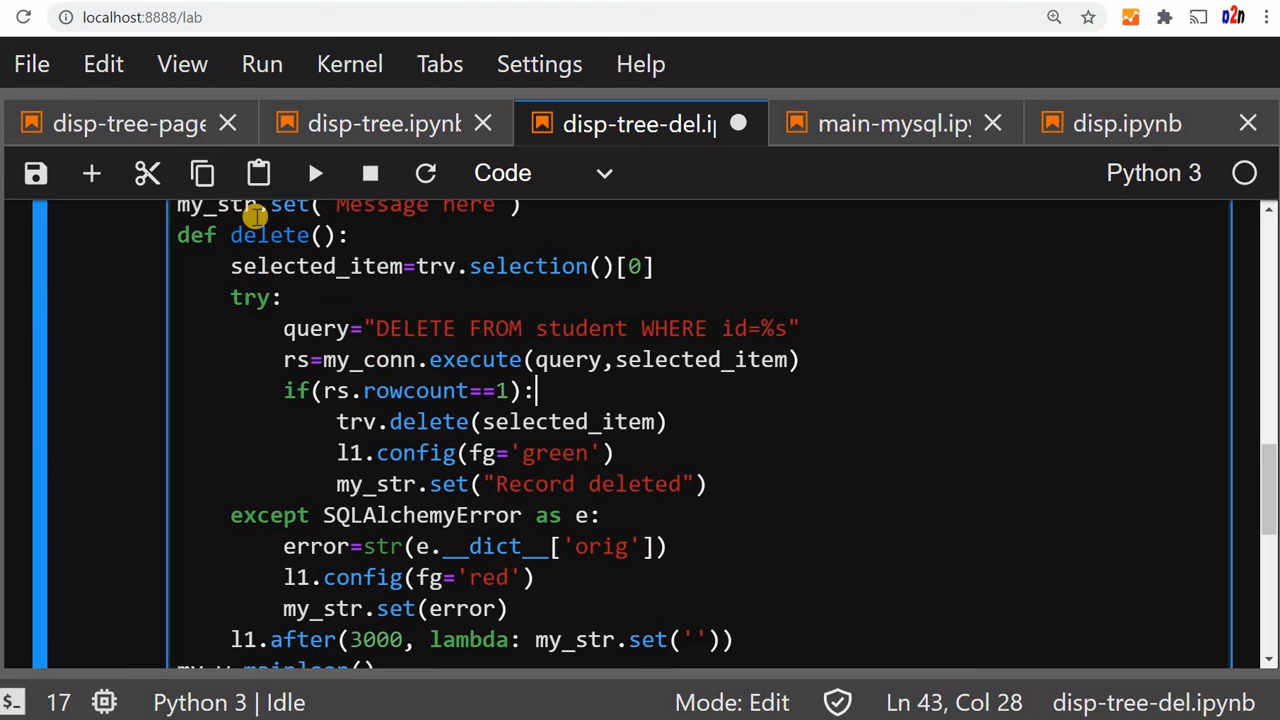 localhost:8888/lab
File Edit View Run Kernel Tabs Settings Help
disp-tree-page disp-tree.ipynb disp-tree-del.ip main-mysql.ipy disp.ipynb
Code Python 3
my_str.set("Message here")
def delete():
    selected_item=trv.selection()[0]
    try:
        query="DELETE FROM student WHERE id=%s"
        rs=my_conn.execute(query,selected_item)
        if(rs.rowcount==1):
            trv.delete(selected_item)
            l1.config(fg='green')
            my_str.set("Record deleted")
    except SQLAlchemyError as e:
        error=str(e.__dict__['orig'])
        l1.config(fg='red')
        my_str.set(error)
    l1.after(3000, lambda: my_str.set(''))
my_w.mainloop()
17 Python 3 | Idle Mode: Edit Ln 43, Col 28 disp-tree-del.ipynb